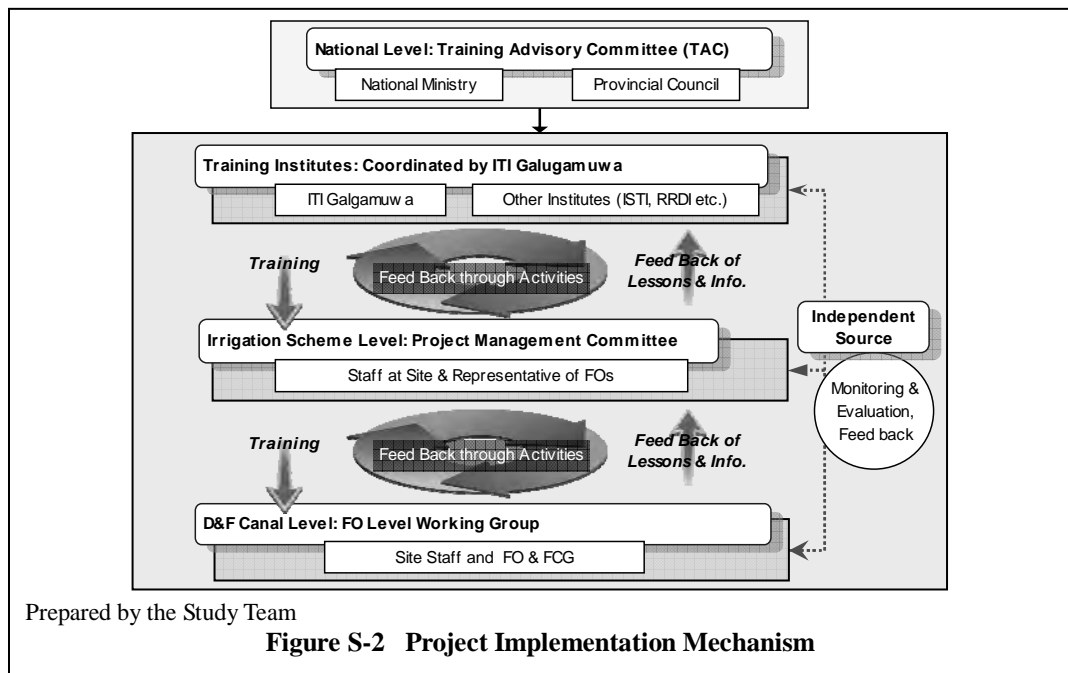 National Level: Training Advisory Committee (TAC)
National Ministry
Provincial Council
Training Institutes: Coordinated by ITI Galugamuwa
ITI Galgamuwa
Other Institutes (ISTI, RRDI etc.)
Training
Feed Back through Activities
Feed Back of
Lessons & Info.
Independent
Source
Irrigation Scheme Level: Project Management Committee
Staff at Site & Representative of FOs
Monitoring &
Evaluation,
Feed back
Training
Feed Back through Activities
Feed Back of
Lessons & Info.
D&F Canal Level: FO Level Working Group
Site Staff and FO & FCG
Prepared by the Study Team
Figure S-2 Project Implementation Mechanism